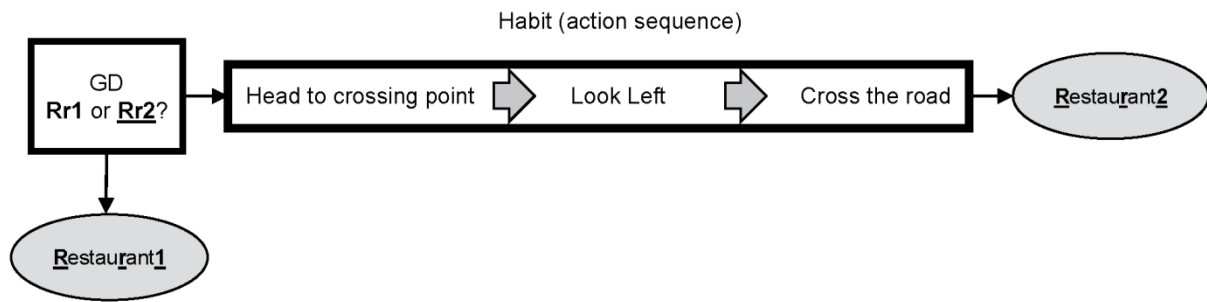 Habit (action sequence)
GD
Rr1 or Rr2?
Head to crossing point
Look Left
Cross the road
Restaurant2
Restaurant1